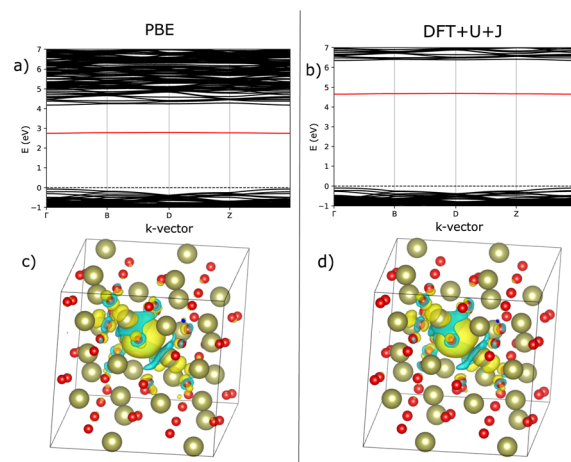 PBE
DFT+U+J
a)
7
6
5
4
3
2
1
0
−1
E (eV)
Γ B D Z
k-vector
b)
7
6
5
4
3
2
1
0
−1
E (eV)
Γ B D Z
k-vector
c)
d)